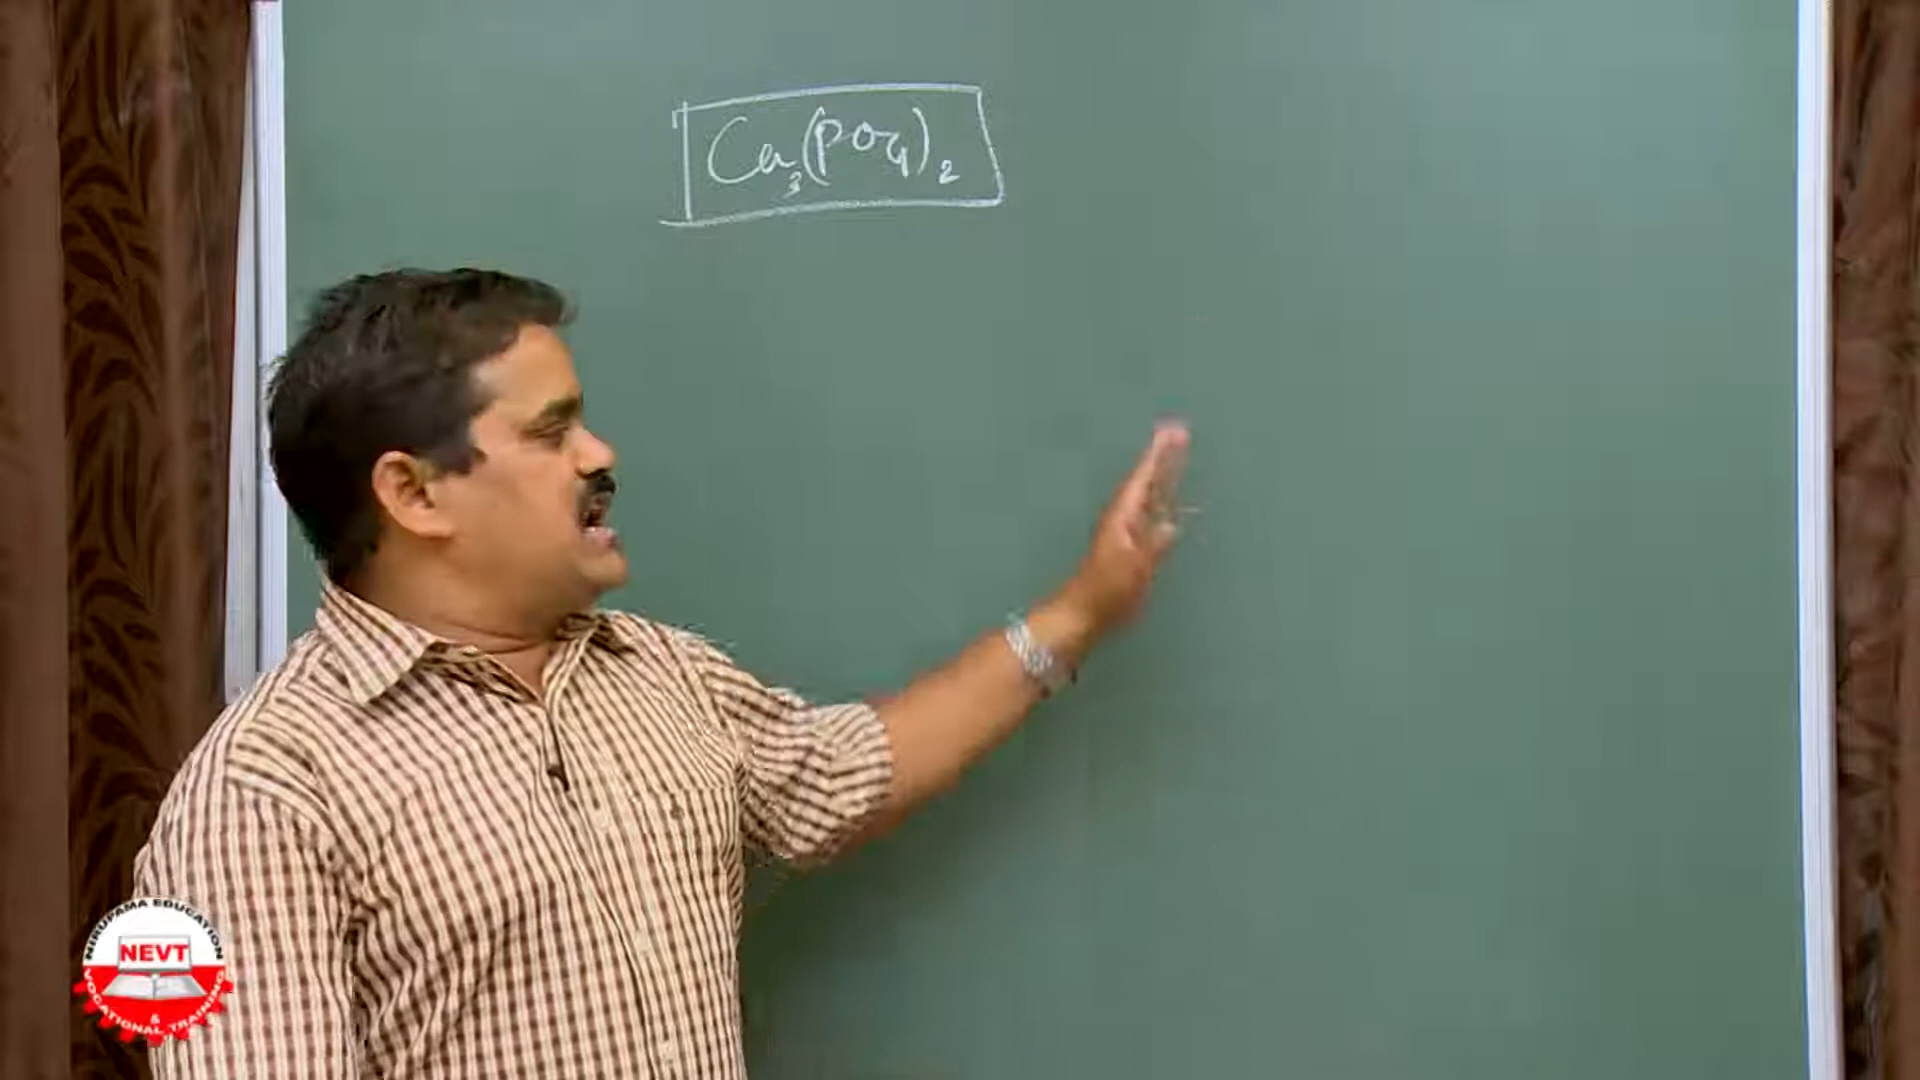 Ca₃(PO₄)₂
NIRUPAMA EDUCATION
NEVT
&
VOCATIONAL TRAINING